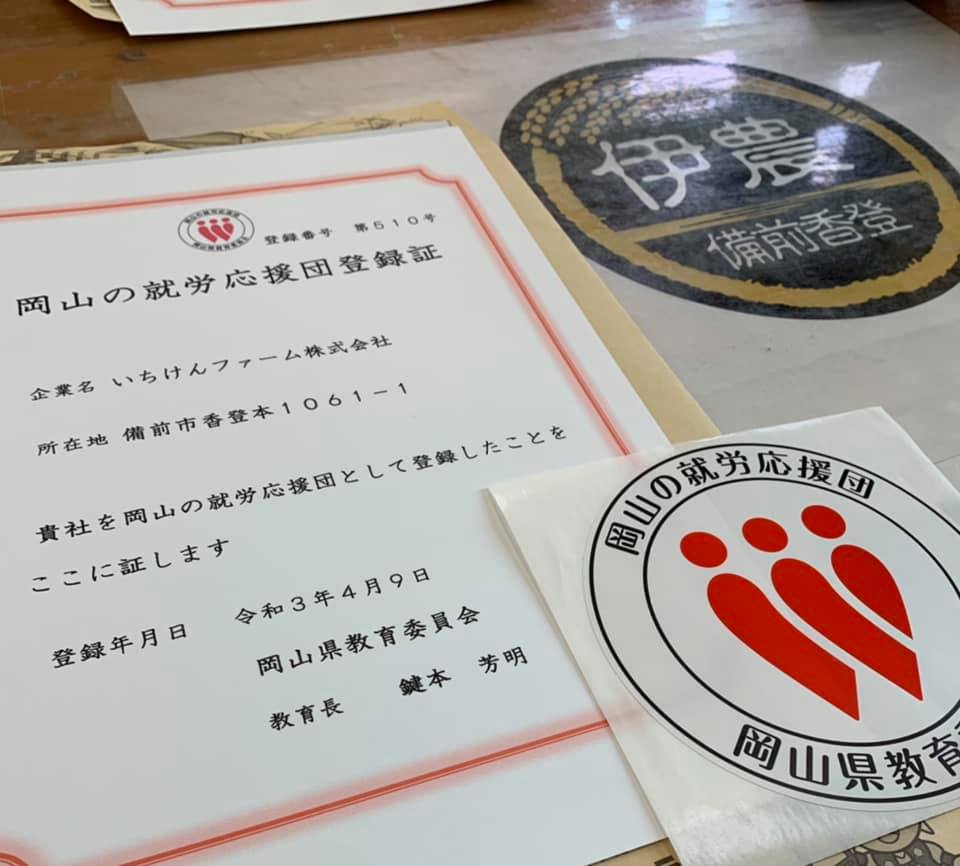 登録番号 第510号
岡山の就労応援団登録証
企業名 いちけんファーム株式会社
所在地 備前市香登本1061-1
貴社を岡山の就労応援団として登録したことを
ここに証します
登録年月日 令和3年4月9日
岡山県教育委員会
教育長 鍵本 芳明
伊農
備前香登
岡山の就労応援団
岡山県教育